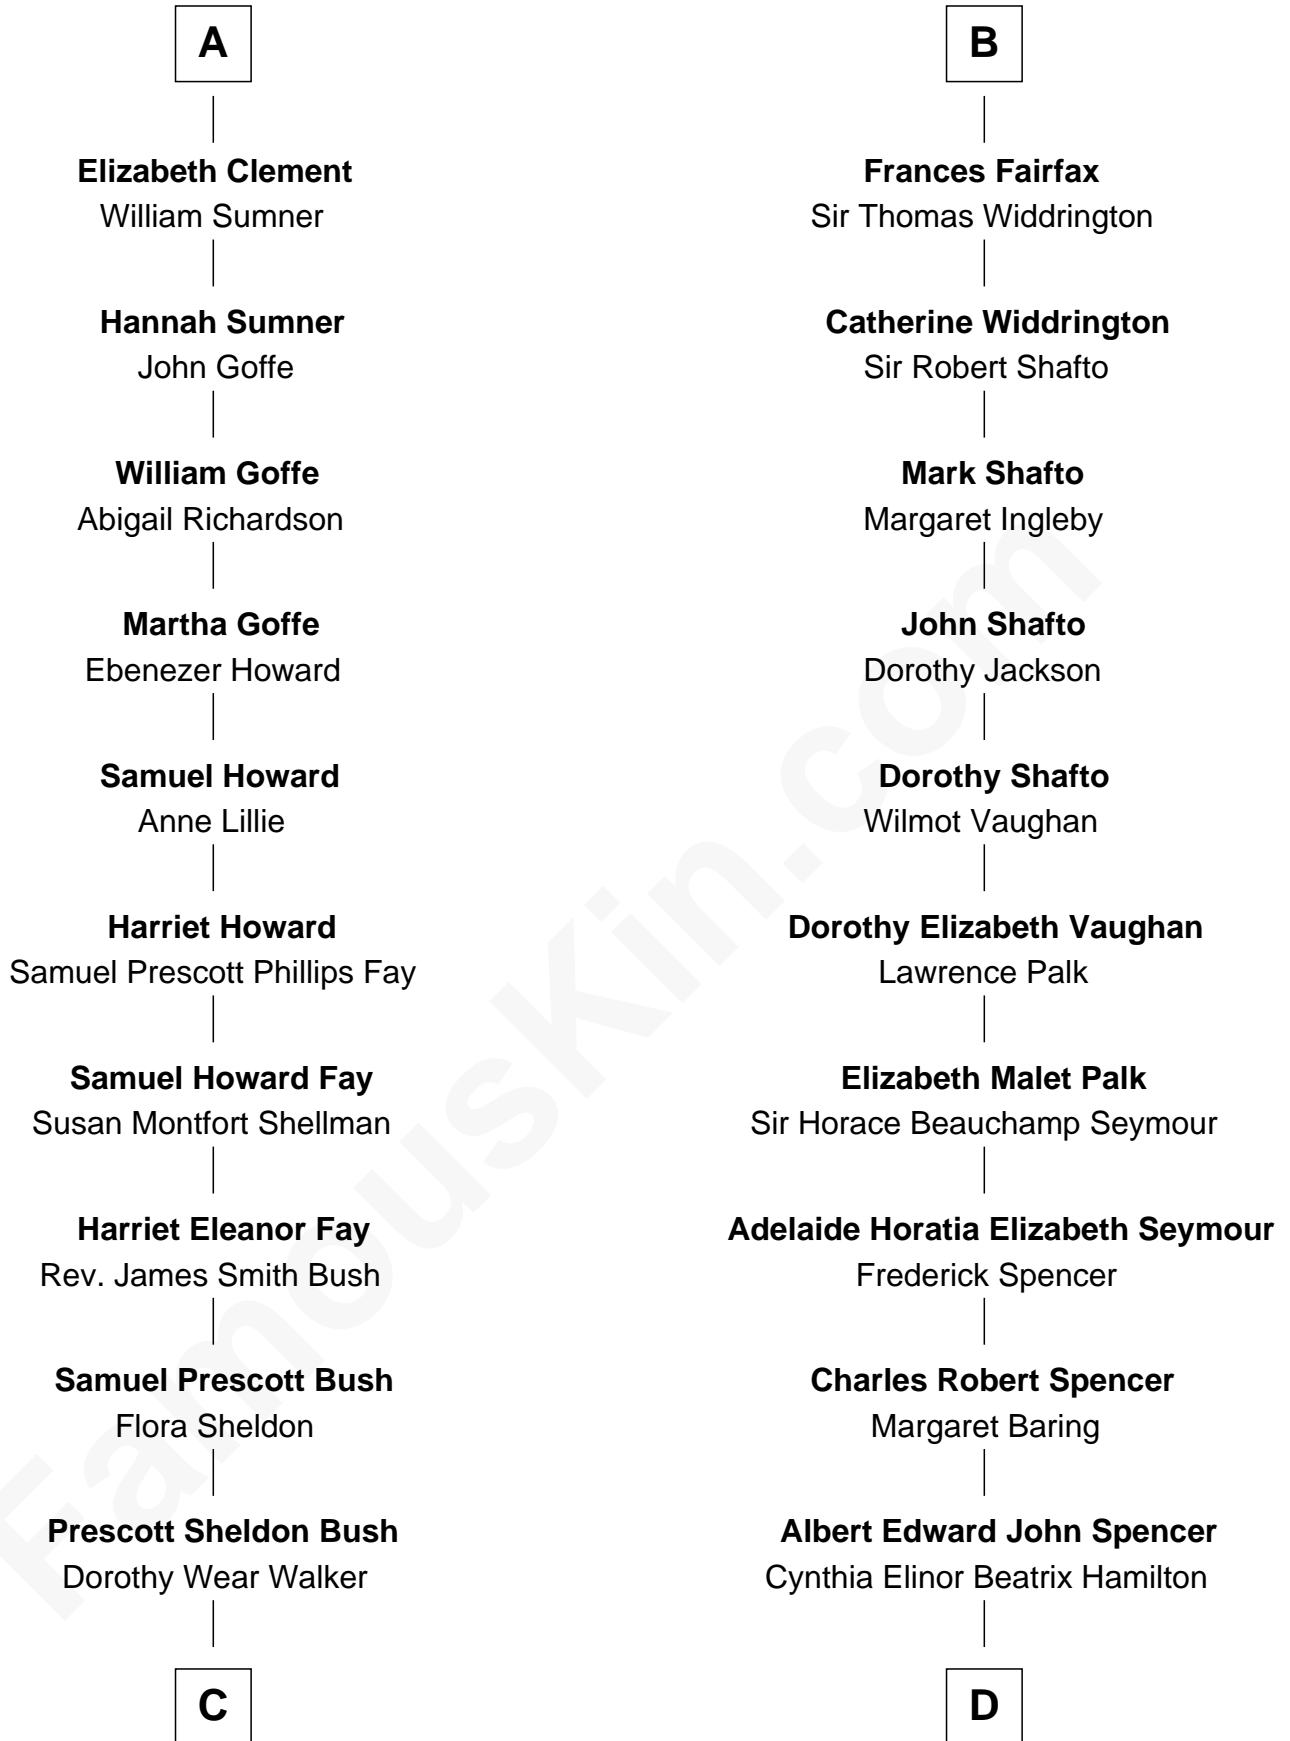 A
Elizabeth Clement
William Sumner
Hannah Sumner
John Goffe
William Goffe
Abigail Richardson
Martha Goffe
Ebenezer Howard
Samuel Howard
Anne Lillie
Harriet Howard
Samuel Prescott Phillips Fay
Samuel Howard Fay
Susan Montfort Shellman
Harriet Eleanor Fay
Rev. James Smith Bush
Samuel Prescott Bush
Flora Sheldon
Prescott Sheldon Bush
Dorothy Wear Walker
C
B
Frances Fairfax
Sir Thomas Widdrington
Catherine Widdrington
Sir Robert Shafto
Mark Shafto
Margaret Ingleby
John Shafto
Dorothy Jackson
Dorothy Shafto
Wilmot Vaughan
Dorothy Elizabeth Vaughan
Lawrence Palk
Elizabeth Malet Palk
Sir Horace Beauchamp Seymour
Adelaide Horatia Elizabeth Seymour
Frederick Spencer
Charles Robert Spencer
Margaret Baring
Albert Edward John Spencer
Cynthia Elinor Beatrix Hamilton
D
FamousKin.com